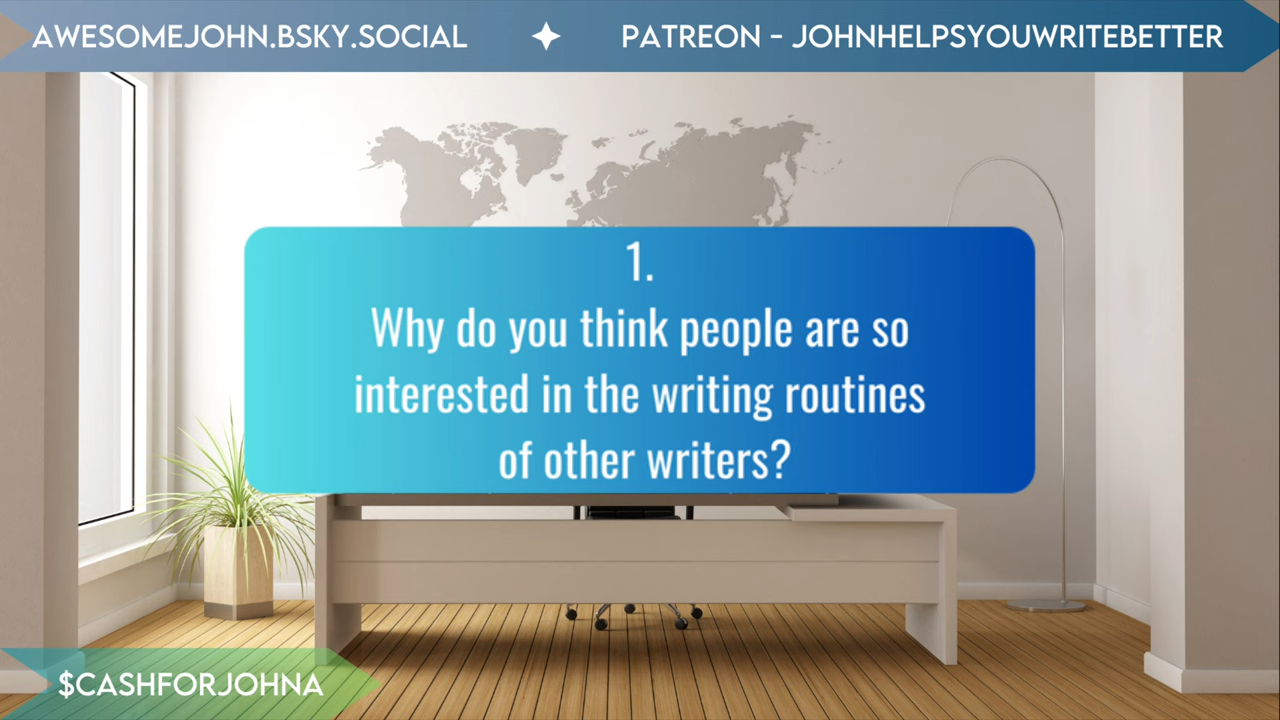 AWESOMEJOHN.BSKY.SOCIAL ✦ PATREON - JOHNHELPSYOUWRITEBETTER
1.
Why do you think people are so
interested in the writing routines
of other writers?
$CASHFORJOHNA